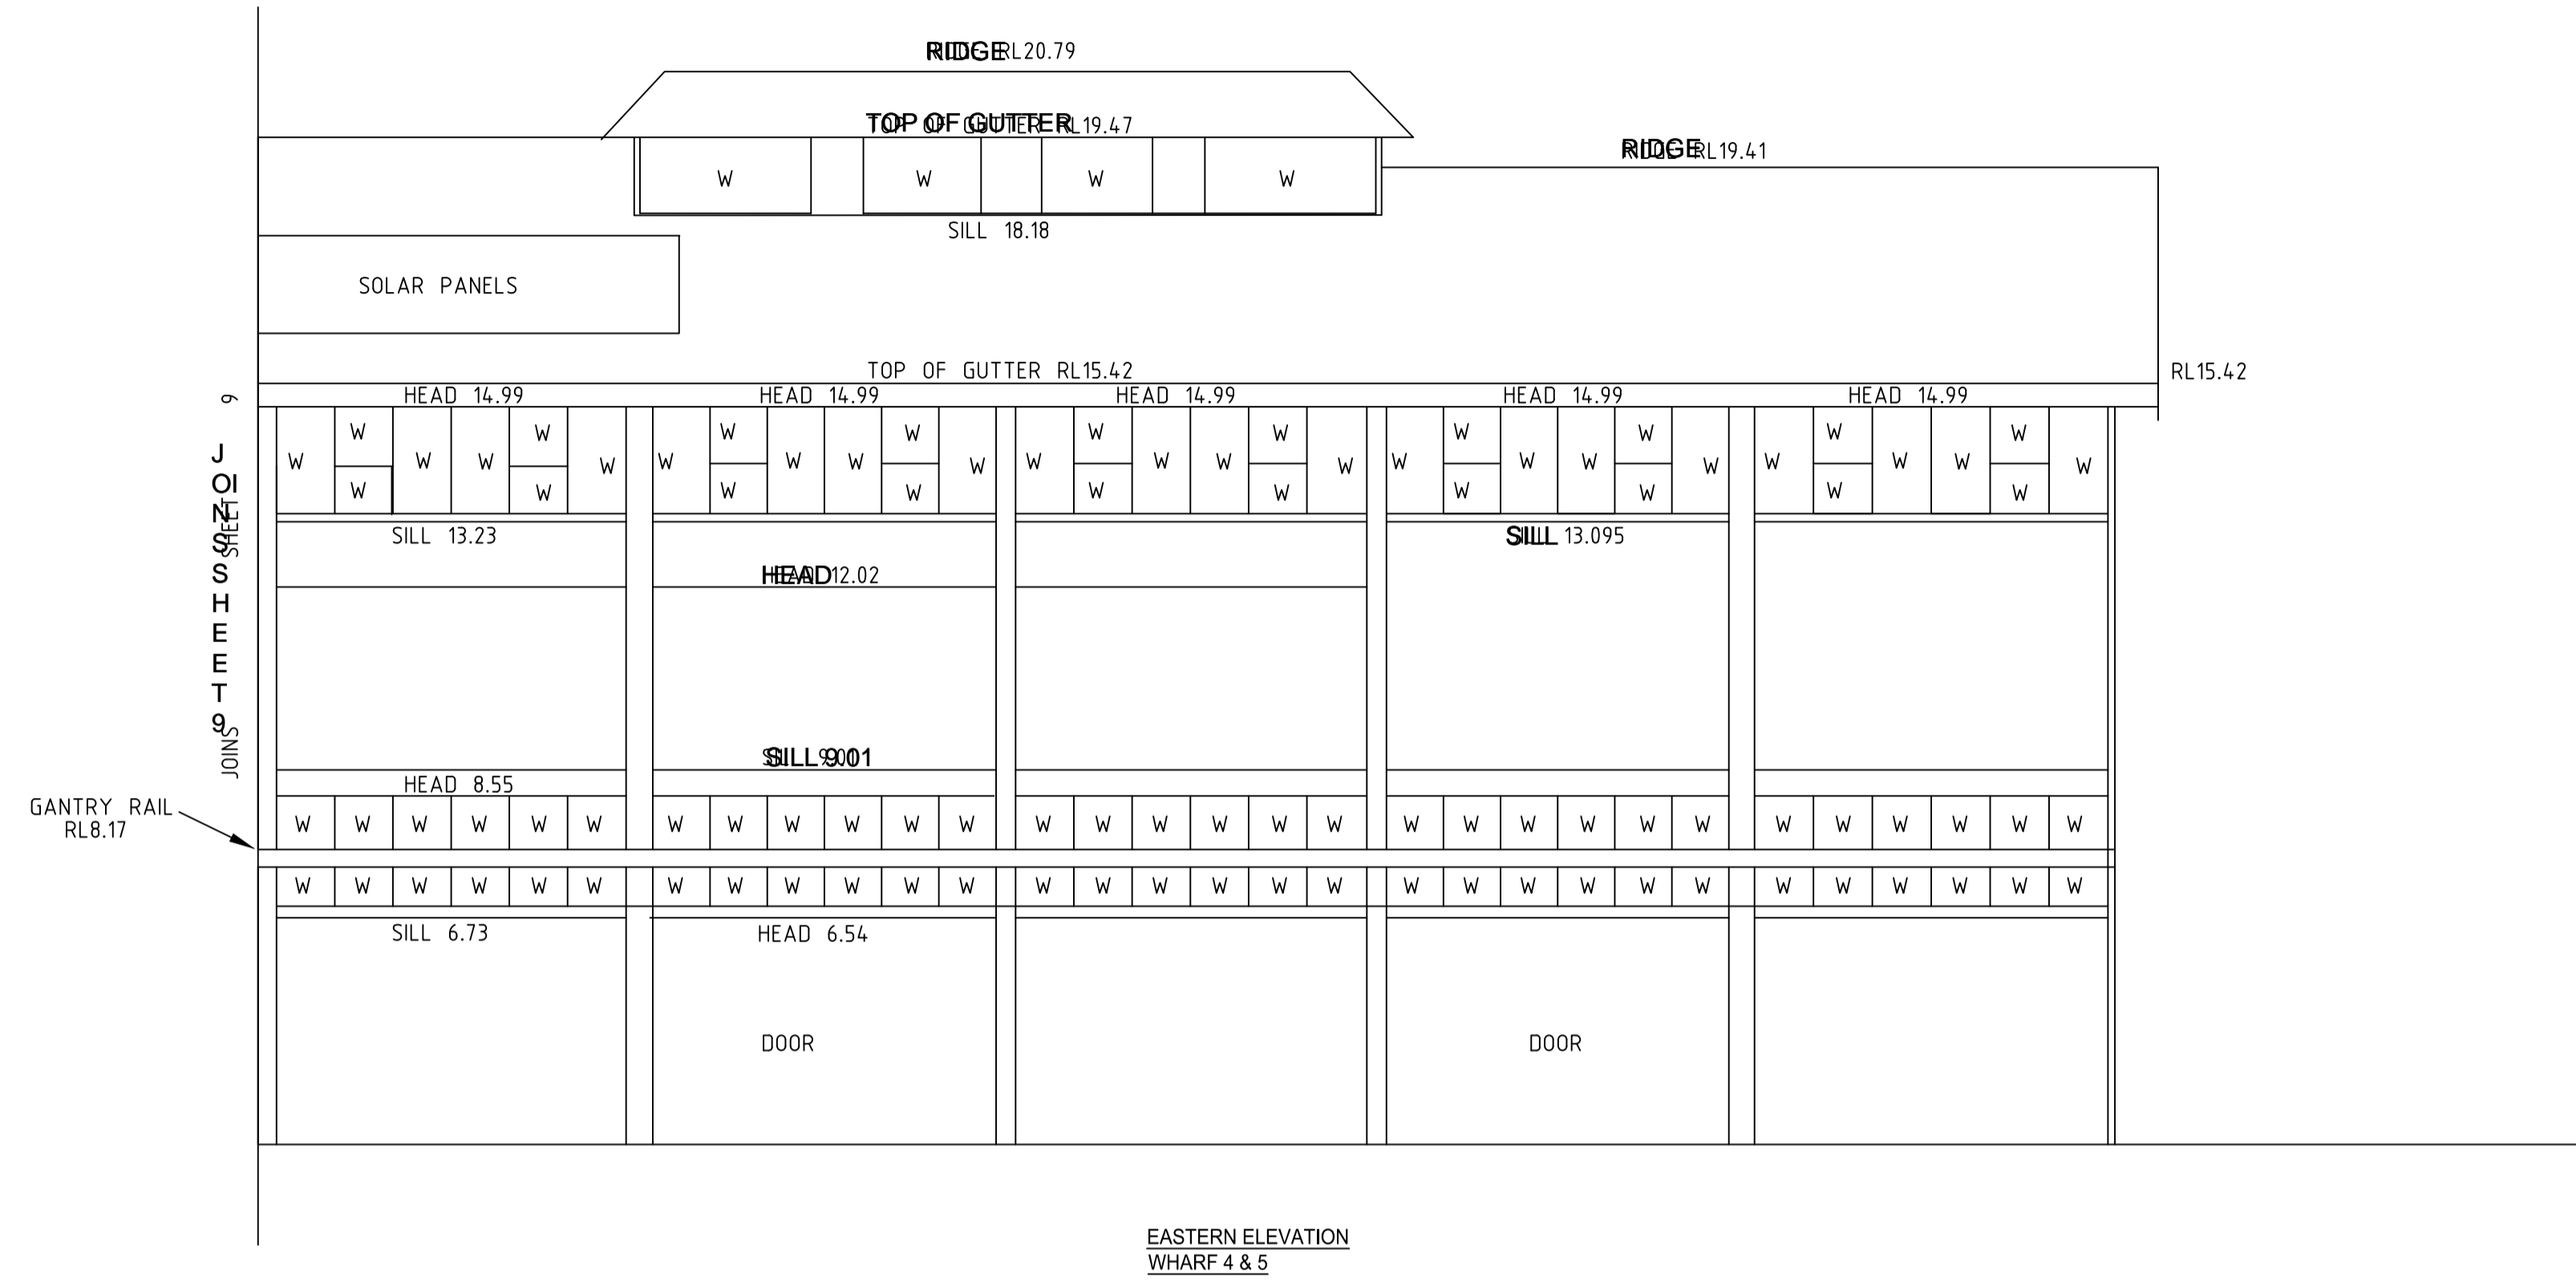 RIDGE RL20.79
TOP OF GUTTER RL19.47
RIDGE RL19.41
W W W W
SILL 18.18
SOLAR PANELS
TOP OF GUTTER RL15.42
RL15.42
HEAD 14.99 HEAD 14.99 HEAD 14.99 HEAD 14.99 HEAD 14.99
W W W W W W W W W W
W W W W W W W W W W W W W W W W W W W W
W W W W W W W W W W
SILL 13.23
SILL 13.095
HEAD 12.02
JOINS SHEET 9
JOINS SHEET 9
SILL 9.01
HEAD 8.55
GANTRY RAIL
RL8.17
W W W W W W W W W W W W W W W W W W W W W W W W W W W W W W
W W W W W W W W W W W W W W W W W W W W W W W W W W W W W W
SILL 6.73
HEAD 6.54
DOOR
DOOR
EASTERN ELEVATION
WHARF 4 & 5